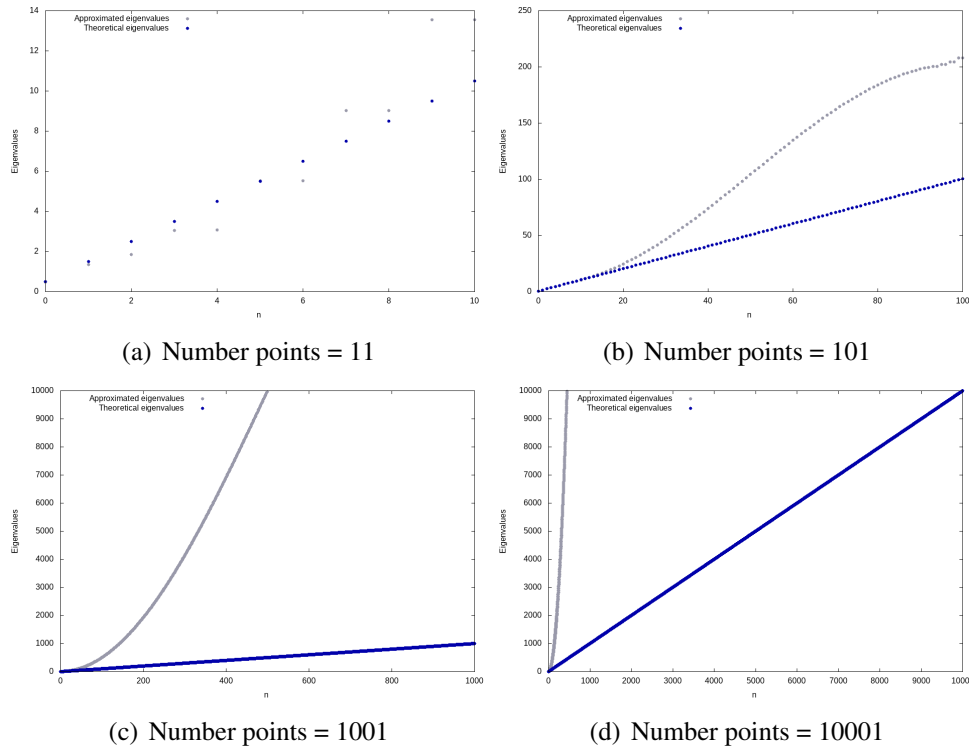 Approximated eigenvalues
Theoretical eigenvalues
14
12
10
8
6
4
2
0
Eigenvalues
0 2 4 6 8 10
n
(a) Number points = 11
Approximated eigenvalues
Theoretical eigenvalues
250
200
150
100
50
0
Eigenvalues
0 20 40 60 80 100
n
(b) Number points = 101
Approximated eigenvalues
Theoretical eigenvalues
10000
9000
8000
7000
6000
5000
4000
3000
2000
1000
0
Eigenvalues
0 200 400 600 800 1000
n
(c) Number points = 1001
Approximated eigenvalues
Theoretical eigenvalues
10000
9000
8000
7000
6000
5000
4000
3000
2000
1000
0
Eigenvalues
0 1000 2000 3000 4000 5000 6000 7000 8000 9000 10000
n
(d) Number points = 10001